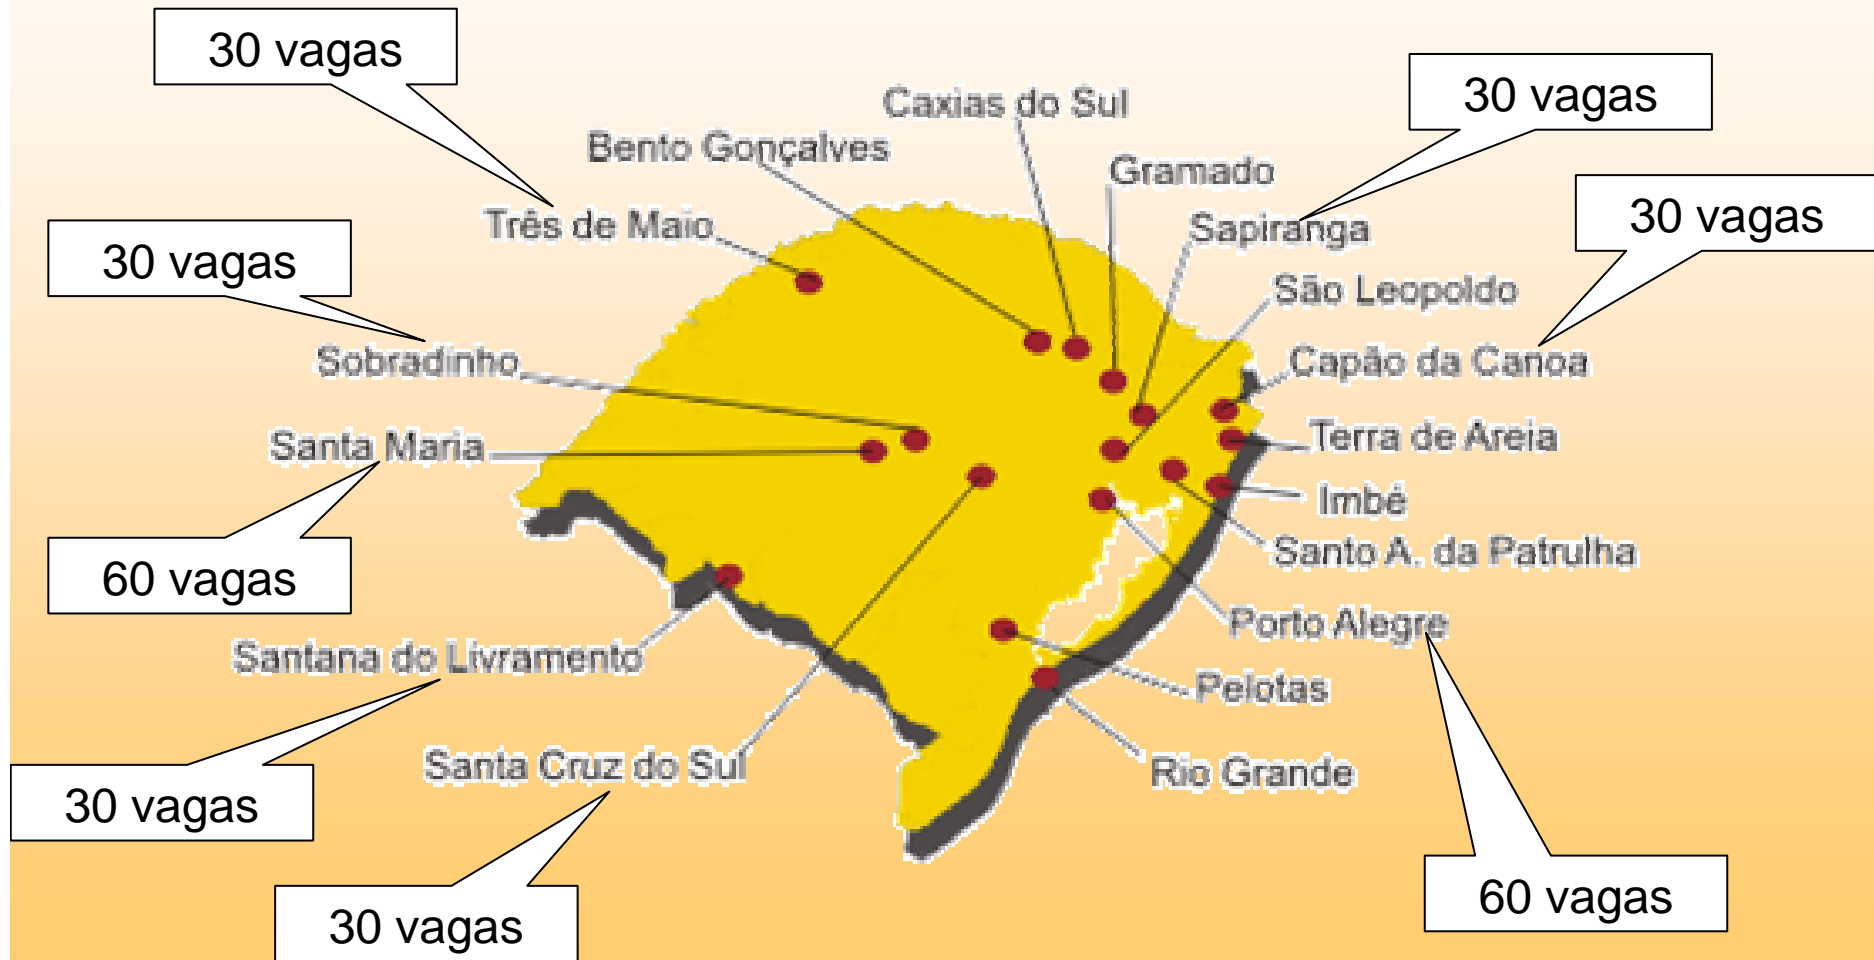 30 vagas
Caxias do Sul
30 vagas
Bento Gonçalves
Gramado
Três de Maio
Sapiranga
30 vagas
30 vagas
São Leopoldo
Sobradinho
Capão da Canoa
Santa Maria
Terra de Areia
Imbé
Santo A. da Patrulha
60 vagas
Porto Alegre
Santana do Livramento
Pelotas
Santa Cruz do Sul
Rio Grande
30 vagas
60 vagas
30 vagas